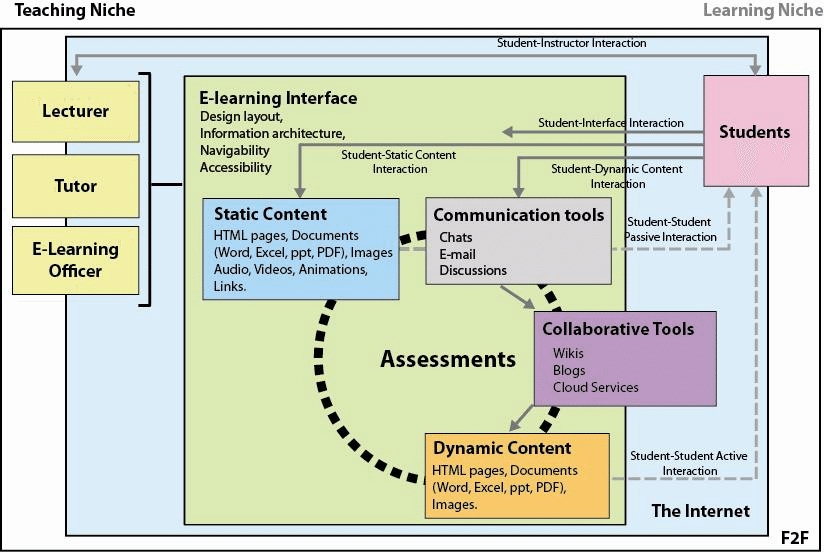 Teaching Niche
Learning Niche
Student-Instructor Interaction
Lecturer
Tutor
E-Learning
Officer
E-learning Interface
Design layout,
Information architecture,
Navigability
Accessibility
Student-Interface Interaction
Student-Static Content
Interaction
Student-Dynamic Content
Interaction
Students
Static Content
HTML pages, Documents
(Word, Excel, ppt, PDF), Images
Audio, Videos, Animations,
Links.
Communication tools
Chats
E-mail
Discussions
Student-Student
Passive Interaction
Collaborative Tools
Wikis
Blogs
Cloud Services
Assessments
Dynamic Content
HTML pages, Documents
(Word, Excel, ppt, PDF),
Images.
Student-Student Active
Interaction
The Internet
F2F